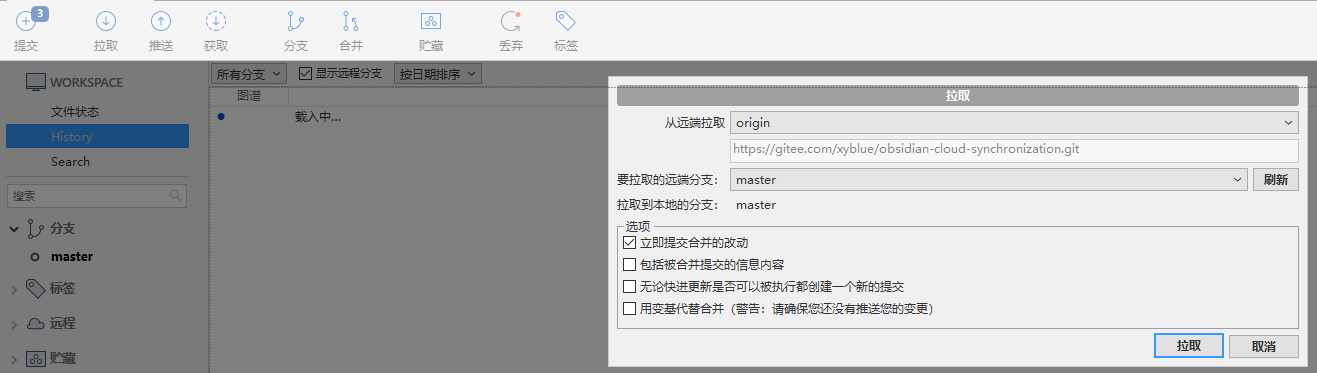 3
提交
拉取
推送
获取
分支
合并
贮藏
丢弃
标签
WORKSPACE
文件状态
History
Search
搜索
分支
master
标签
远程
贮藏
所有分支
显示远程分支
按日期排序
图谱
载入中...
拉取
从远端拉取
origin
https://gitee.com/xyblue/obsidian-cloud-synchronization.git
要拉取的远端分支：
master
刷新
拉取到本地的分支：
master
选项
立即提交合并的改动
包括被合并提交的信息内容
无论快进更新是否可以被执行都创建一个新的提交
用变基代替合并（警告：请确保您还没有推送您的变更）
拉取
取消